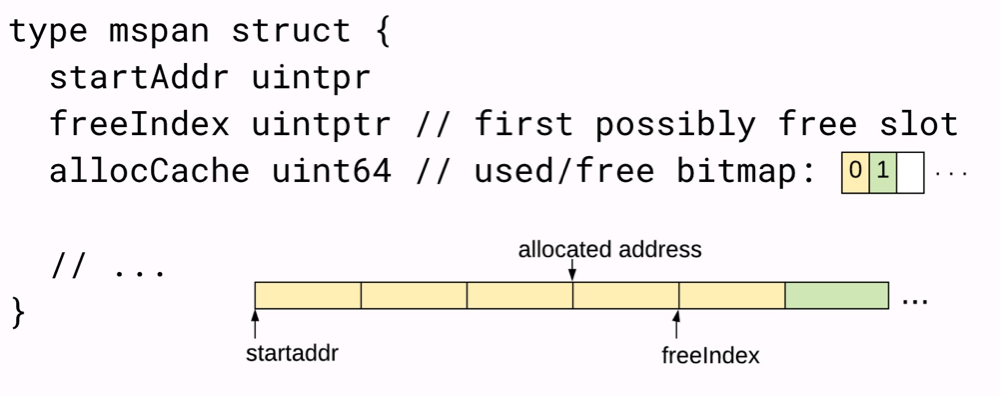 type mspan struct {
startAddr uintpr
freeIndex uintptr // first possibly free slot
allocCache uint64 // used/free bitmap: 0 1 ...
// ...
allocated address
...
}
startaddr
freeIndex